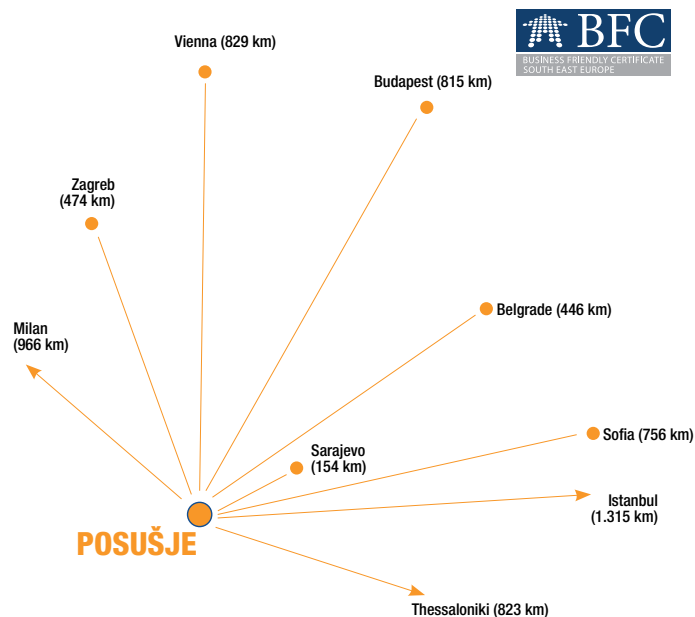 BFC
BUSINESS FRIENDLY CERTIFICATE
SOUTH EAST EUROPE
Vienna (829 km)
Budapest (815 km)
Zagreb
(474 km)
Belgrade (446 km)
Milan
(966 km)
Sofia (756 km)
Sarajevo
(154 km)
Istanbul
(1.315 km)
POSUŠJE
Thessaloniki (823 km)